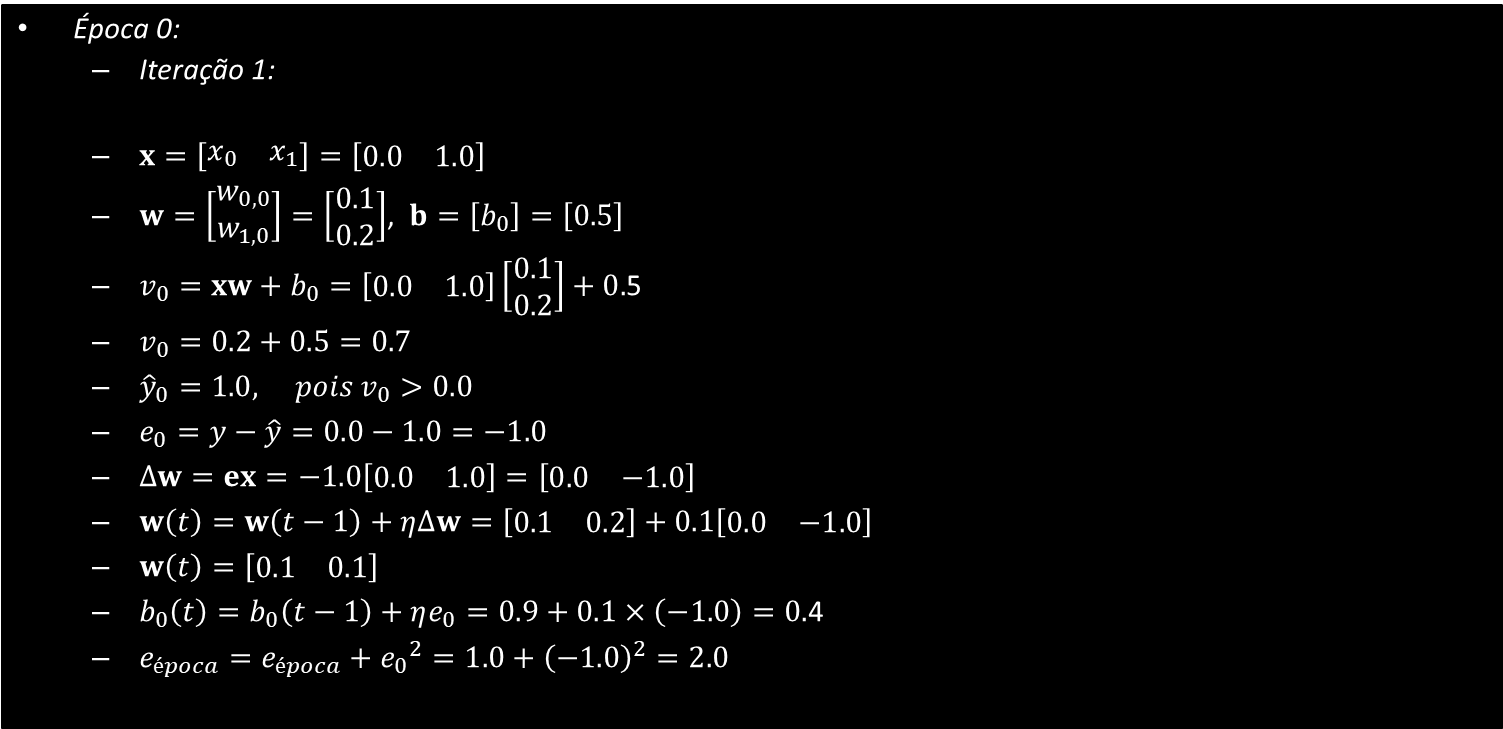 • Época 0:
– Iteração 1:
– x = [x₀ x₁] = [0.0 1.0]
– w = [w₀,₀ w₁,₀] = [0.1 0.2], b = [b₀] = [0.5]
– v₀ = xw + b₀ = [0.0 1.0] [0.1 0.2] + 0.5
– v₀ = 0.2 + 0.5 = 0.7
– ŷ₀ = 1.0, pois v₀ > 0.0
– e₀ = y − ŷ = 0.0 − 1.0 = −1.0
– Δw = ex = −1.0[0.0 1.0] = [0.0 −1.0]
– w(t) = w(t − 1) + ηΔw = [0.1 0.2] + 0.1[0.0 −1.0]
– w(t) = [0.1 0.1]
– b₀(t) = b₀(t − 1) + ηe₀ = 0.9 + 0.1 × (−1.0) = 0.4
– e_época = e_época + e₀² = 1.0 + (−1.0)² = 2.0